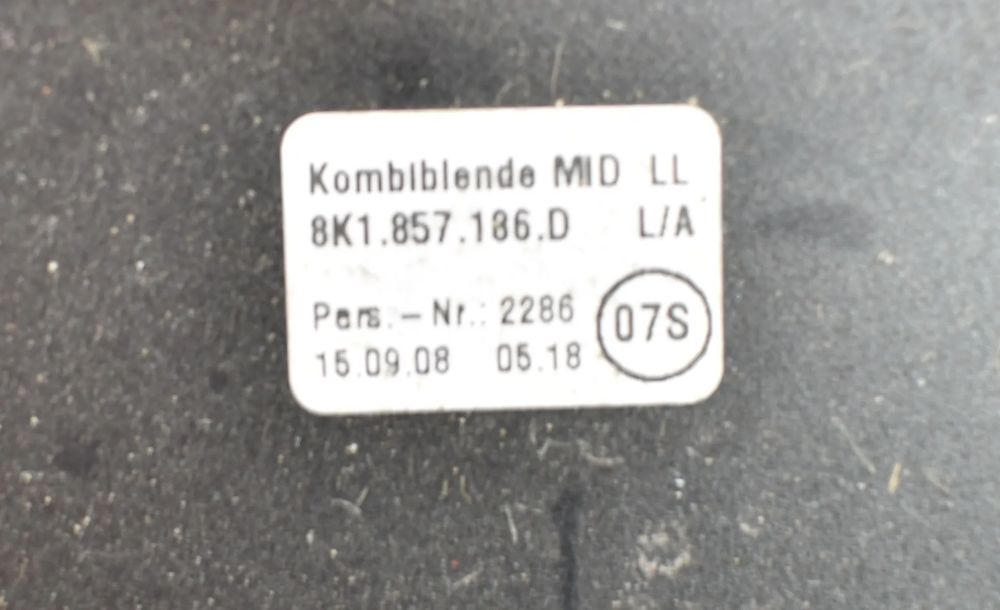 Kombiblende MID LL
8K1.857.186.D L/A
Pers.-Nr.: 2286
15.09.08 05.18
07S